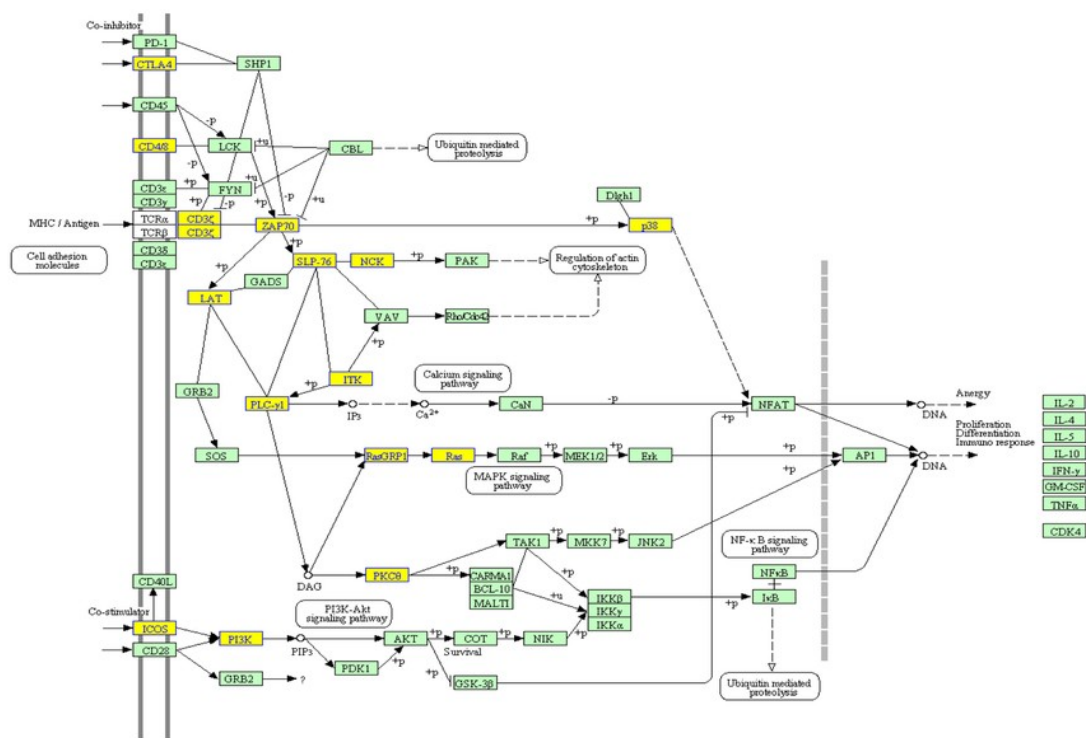 Co-inhibitor
PD-1
CTLA4
SHP1
CD45
-p
CD4/8
LCK
+u
CBL
Ubiquitin mediated
proteolysis
-p
CD3ε
+p
FYN
+u
CD3γ
+p
-p
+p
-p
+u
Dlgh1
MHC / Antigen
TCRα
CD3ζ
ZAP70
+p
p38
TCRβ
CD3ζ
Cell adhesion
molecules
CD3δ
CD3ε
+p
+p
SLP-76
NCK
+p
PAK
Regulation of actin
cytoskeleton
GADS
LAT
VAV
Rho/Cdc42
+p
ITK
+p
Calcium signaling
pathway
GRB2
PLC-γ1
IP3
Ca2+
CaN
-p
NFAT
DNA
Anergy
+p
Proliferation
Differentiation
Immuno response
IL-2
IL-4
IL-5
IL-10
IFN-γ
GM-CSF
TNFα
CDK4
SOS
RasGRP1
Ras
Raf
+p
MEK1/2
+p
Erk
+p
AP1
DNA
+p
MAPK signaling
pathway
TAK1
+p
MKK7
+p
JNK2
NF-κB signaling
pathway
DAG
PKCθ
+p
+p
CARMA1
BCL-10
MALT1
+p
+u
NFκB
IκB
IKKβ
IKKγ
IKKα
+p
CD40L
Co-stimulator
PI3K-Akt
signaling pathway
ICOS
PI3K
PIP3
AKT
+p
COT
+p
NIK
+p
Survival
CD28
PDK1
+p
+p
GSK-3β
GRB2
?
Ubiquitin mediated
proteolysis